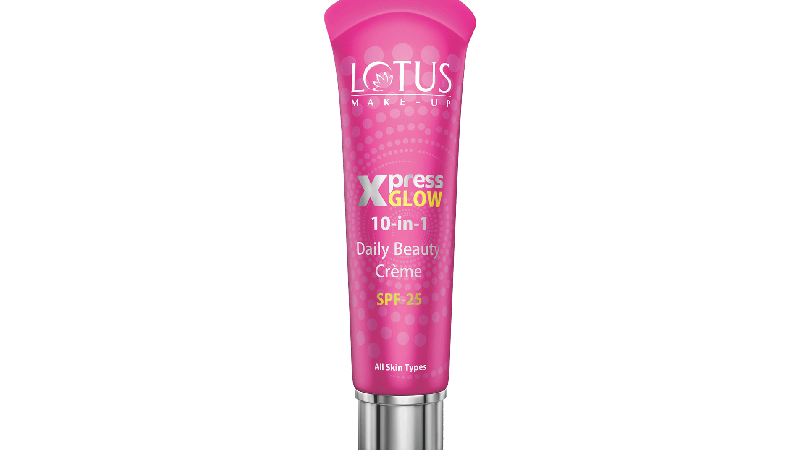 LOTUS
MAKE-UP
Xpress
GLOW
10-in-1
Daily Beauty
Crème
SPF-25
All Skin Types